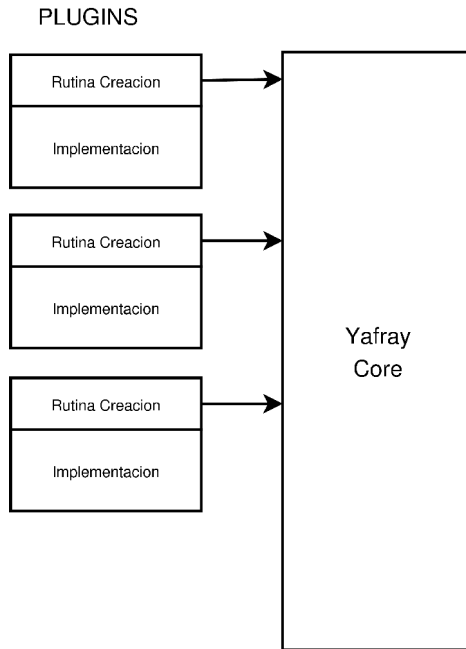 PLUGINS
Rutina Creacion
Implementacion
Rutina Creacion
Implementacion
Rutina Creacion
Implementacion
Yafray
Core